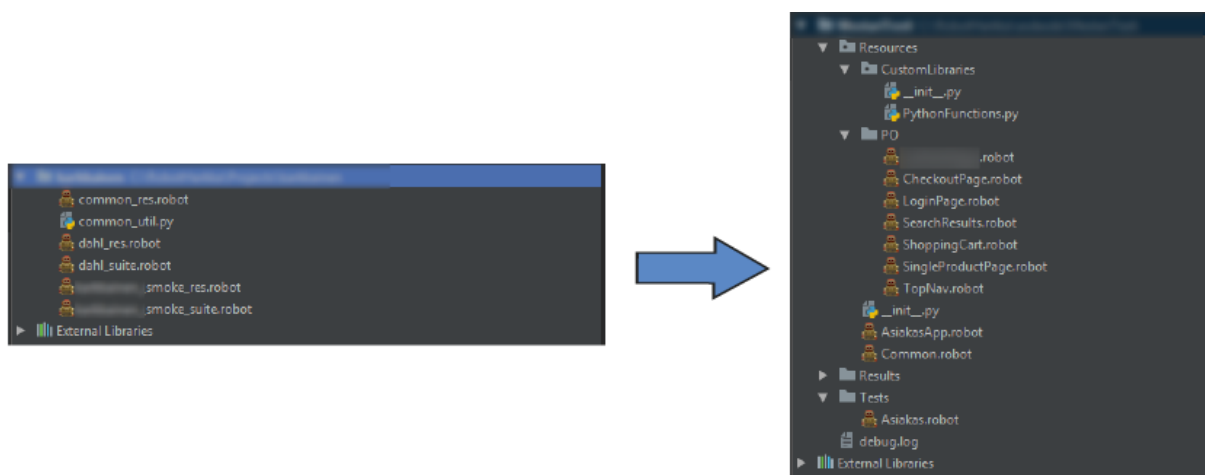 common_res.robot
common_util.py
dahl_res.robot
dahl_suite.robot
_smoke_res.robot
_smoke_suite.robot
External Libraries
Resources
CustomLibraries
__init__.py
PythonFunctions.py
PO
.robot
CheckoutPage.robot
LoginPage.robot
SearchResults.robot
ShoppingCart.robot
SingleProductPage.robot
TopNav.robot
__init__.py
AsiakasApp.robot
Common.robot
Results
Tests
Asiakas.robot
debug.log
External Libraries